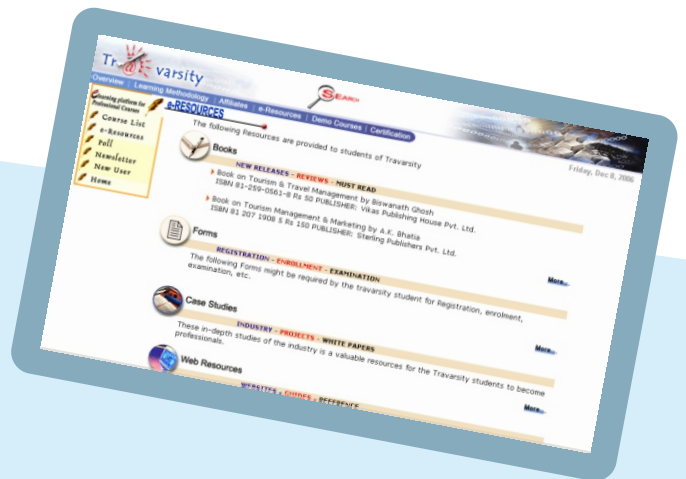 Tr@varsity
SEARCH
Overview | Learning Methodology | Affiliates | e-Resources | Demo Courses | Certification
Friday, Dec 8, 2006
eLearning platform for
Professional Courses
Course List
e-Resources
Poll
Newsletter
New User
Home
e-RESOURCES
The following Resources are provided to students of Travarsity
Books
NEW RELEASES - REVIEWS - MUST READ
Book on Tourism & Travel Management by Biswanath Ghosh
ISBN 81-259-0561-8 Rs 50 PUBLISHER: Vikas Publishing House Pvt. Ltd.
Book on Tourism Management & Marketing by A.K. Bhatia
ISBN 81 207 1908 5 Rs 150 PUBLISHER: Sterling Publishers Pvt. Ltd.
More...
Forms
REGISTRATION - ENROLLMENT - EXAMINATION
The following Forms might be required by the travarsity student for Registration, enrolment,
examination, etc.
More...
Case Studies
INDUSTRY - PROJECTS - WHITE PAPERS
These in-depth studies of the industry is a valuable resources for the Travarsity students to become
professionals.
More...
Web Resources
WEBSITES - GUIDES - REFERENCE